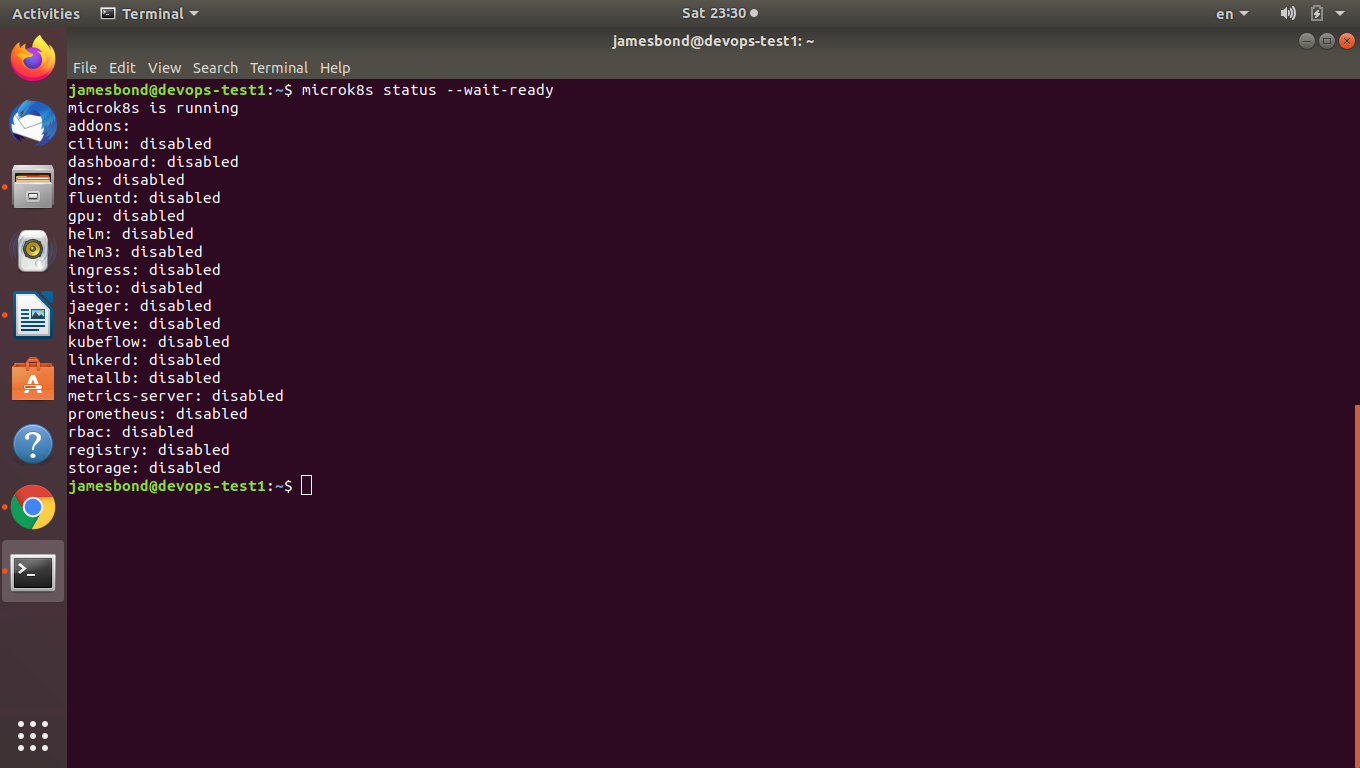 Activities Terminal Sat 23:30 en
jamesbond@devops-test1: ~
File Edit View Search Terminal Help
jamesbond@devops-test1:~$ microk8s status --wait-ready
microk8s is running
addons:
cilium: disabled
dashboard: disabled
dns: disabled
fluentd: disabled
gpu: disabled
helm: disabled
helm3: disabled
ingress: disabled
istio: disabled
jaeger: disabled
knative: disabled
kubeflow: disabled
linkerd: disabled
metallb: disabled
metrics-server: disabled
prometheus: disabled
rbac: disabled
registry: disabled
storage: disabled
jamesbond@devops-test1:~$